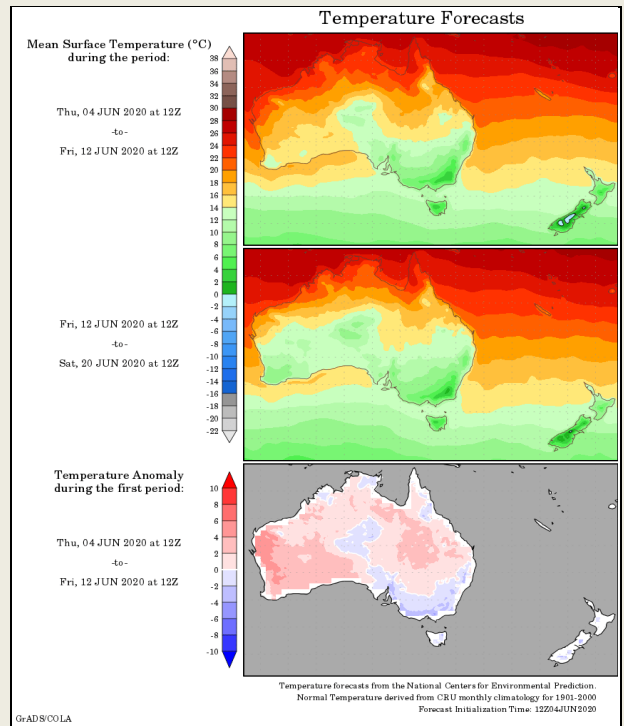 Temperature Forecasts
Mean Surface Temperature (°C)
during the period:
38
36
34
32
30
28
26
24
22
20
18
16
14
12
10
8
6
4
2
0
-2
-4
-6
-8
-10
-12
-14
-16
-18
-20
-22
Thu, 04 JUN 2020 at 12Z
-to-
Fri, 12 JUN 2020 at 12Z
Fri, 12 JUN 2020 at 12Z
-to-
Sat, 20 JUN 2020 at 12Z
Temperature Anomaly
during the first period:
10
8
6
4
2
0
-2
-4
-6
-8
-10
Thu, 04 JUN 2020 at 12Z
-to-
Fri, 12 JUN 2020 at 12Z
Temperature forecasts from the National Centers for Environmental Prediction.
Normal Temperature derived from CRU monthly climatology for 1901-2000
Forecast Initialization Time: 12Z04JUN2020
GrADS/COLA